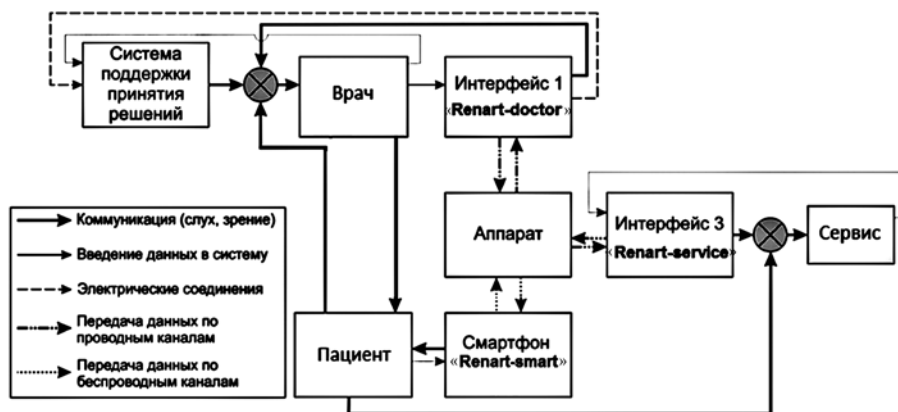 Система
поддержки
принятия
решений
Врач
Интерфейс 1
«Renart-doctor»
Аппарат
Интерфейс 3
«Renart-service»
Сервис
Коммуникация (слух, зрение)
Введение данных в систему
Электрические соединения
Передача данных по
проводным каналам
Передача данных по
беспроводным каналам
Пациент
Смартфон
«Renart-smart»